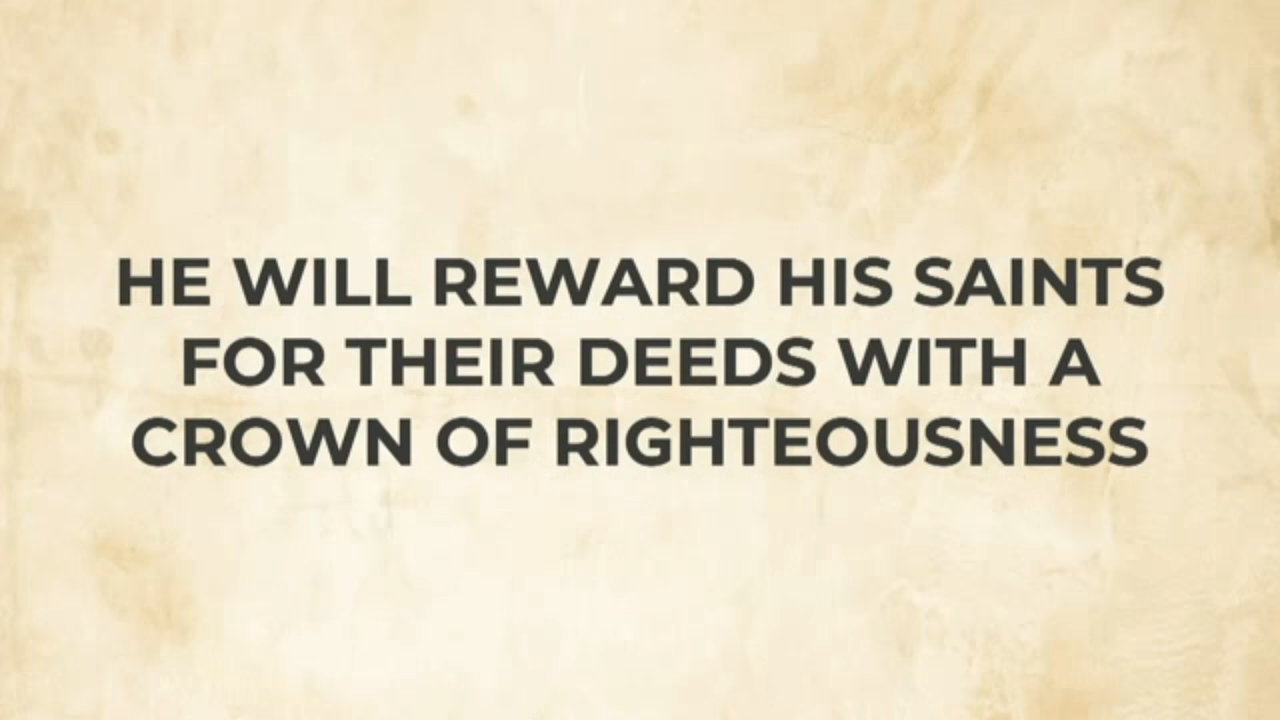 HE WILL REWARD HIS SAINTS
FOR THEIR DEEDS WITH A
CROWN OF RIGHTEOUSNESS